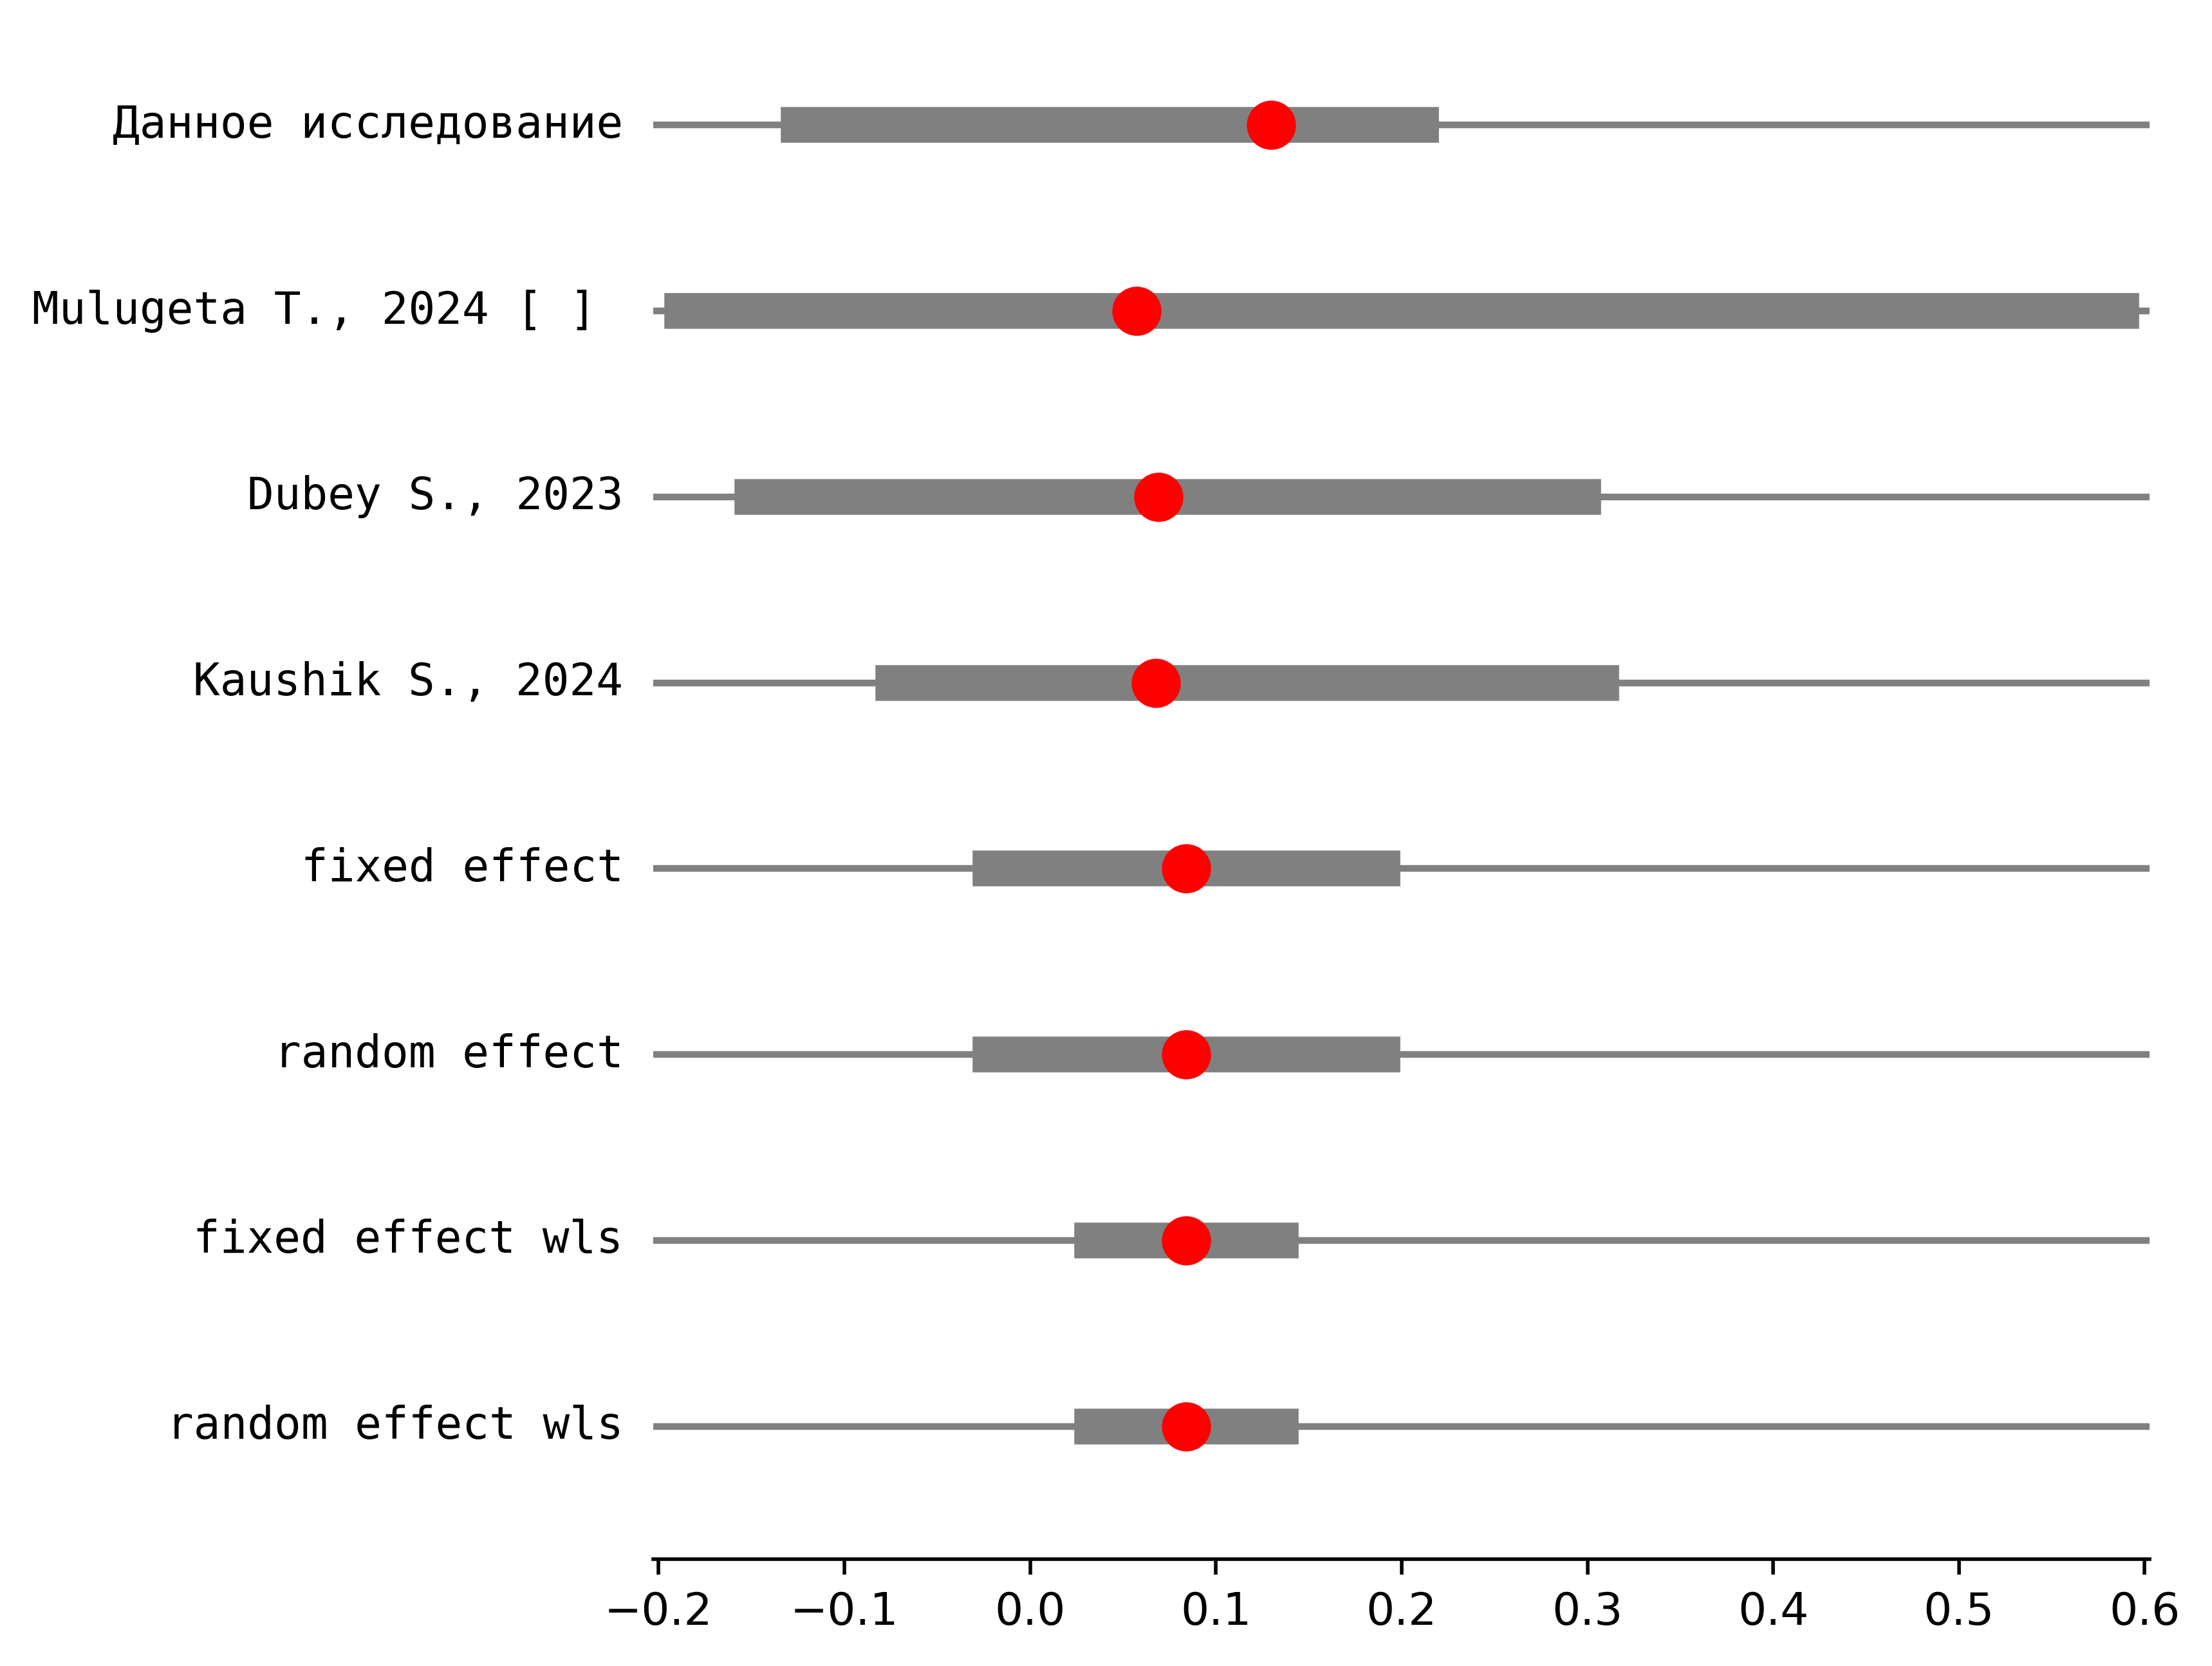 Данное исследование
Mulugeta T., 2024 [ ]
Dubey S., 2023
Kaushik S., 2024
fixed effect
random effect
fixed effect wls
random effect wls
−0.2 −0.1 0.0 0.1 0.2 0.3 0.4 0.5 0.6